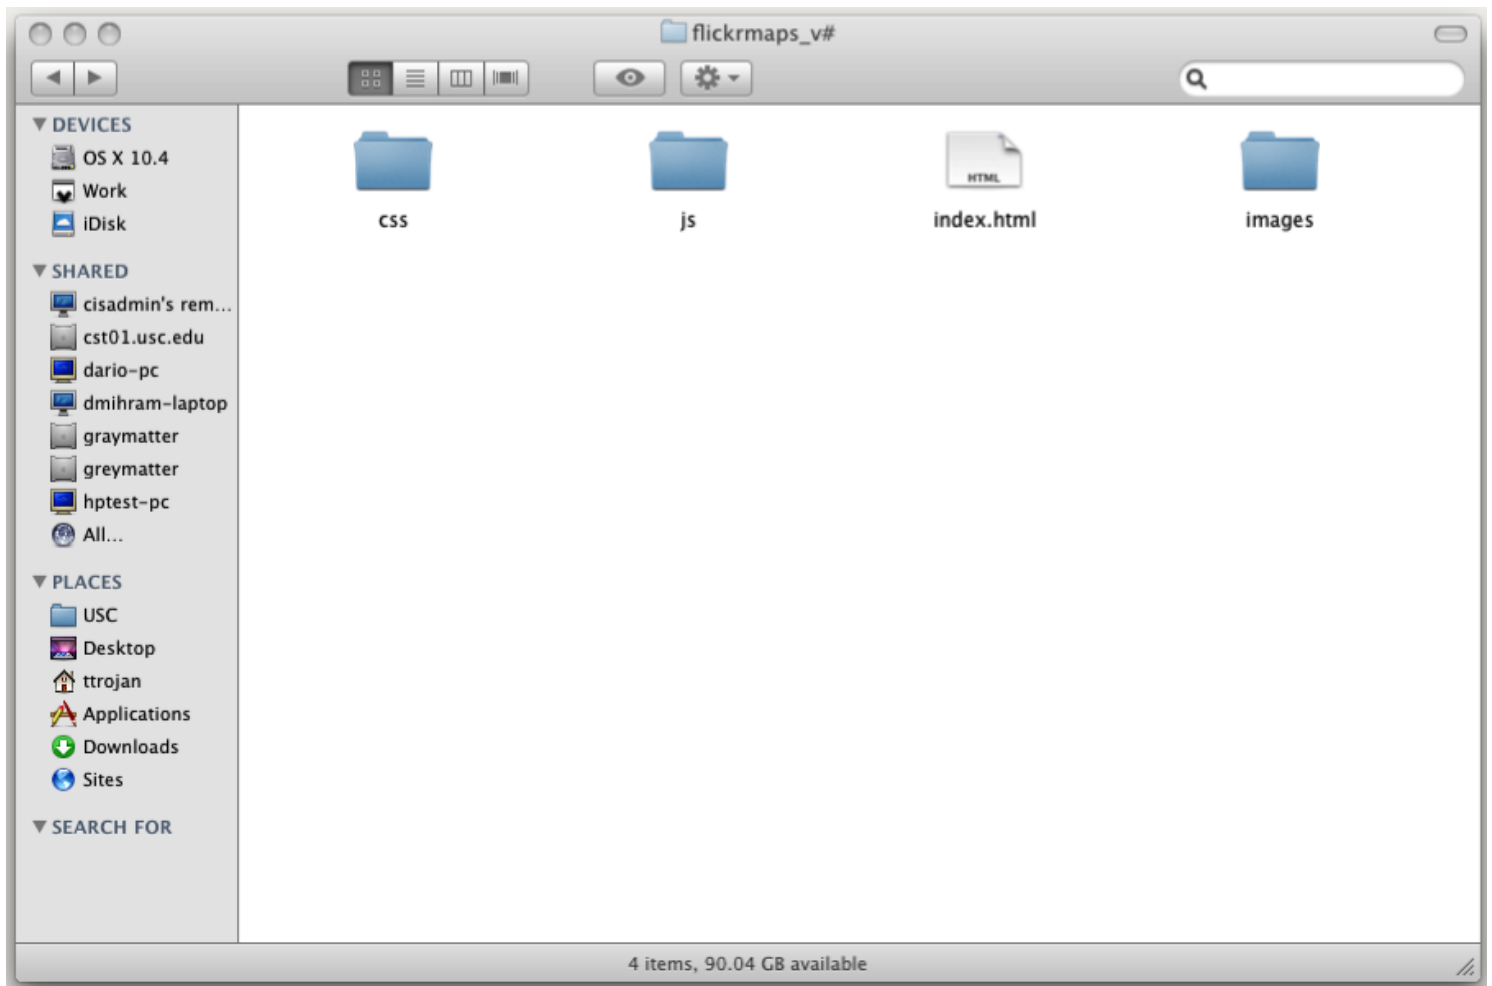 flickrmaps_v#
DEVICES
OS X 10.4
Work
iDisk
SHARED
cisadmin's rem...
cst01.usc.edu
dario-pc
dmihram-laptop
graymatter
greymatter
hptest-pc
All...
PLACES
USC
Desktop
ttrojan
Applications
Downloads
Sites
SEARCH FOR
HTML
css js index.html images
4 items, 90.04 GB available